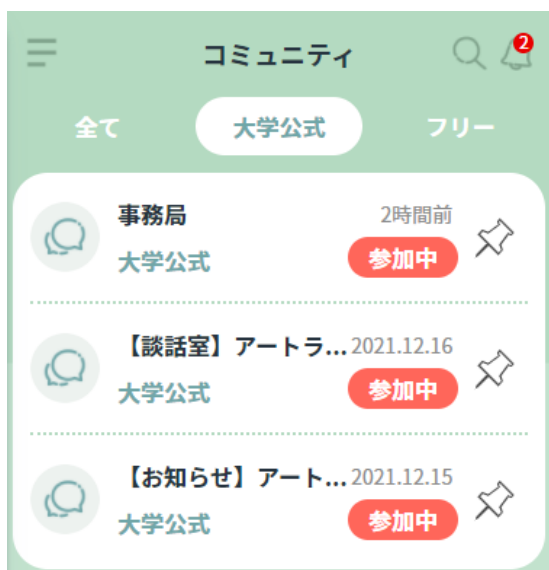 コミュニティ
2
全て 大学公式 フリー
事務局 2時間前
大学公式 参加中
【談話室】アートラ... 2021.12.16
大学公式 参加中
【お知らせ】アート... 2021.12.15
大学公式 参加中